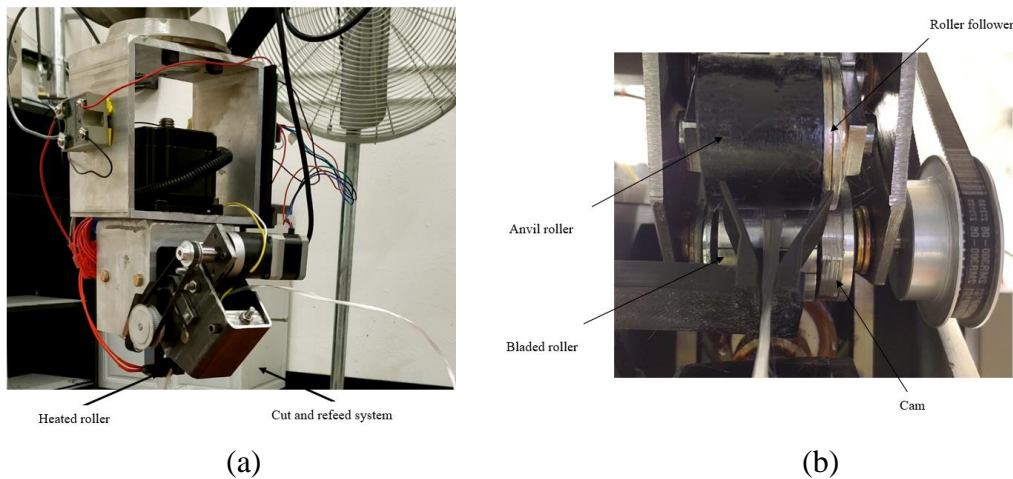 Roller follower
Anvil roller
Bladed roller
Cam
Heated roller
Cut and refeed system
(a)
(b)